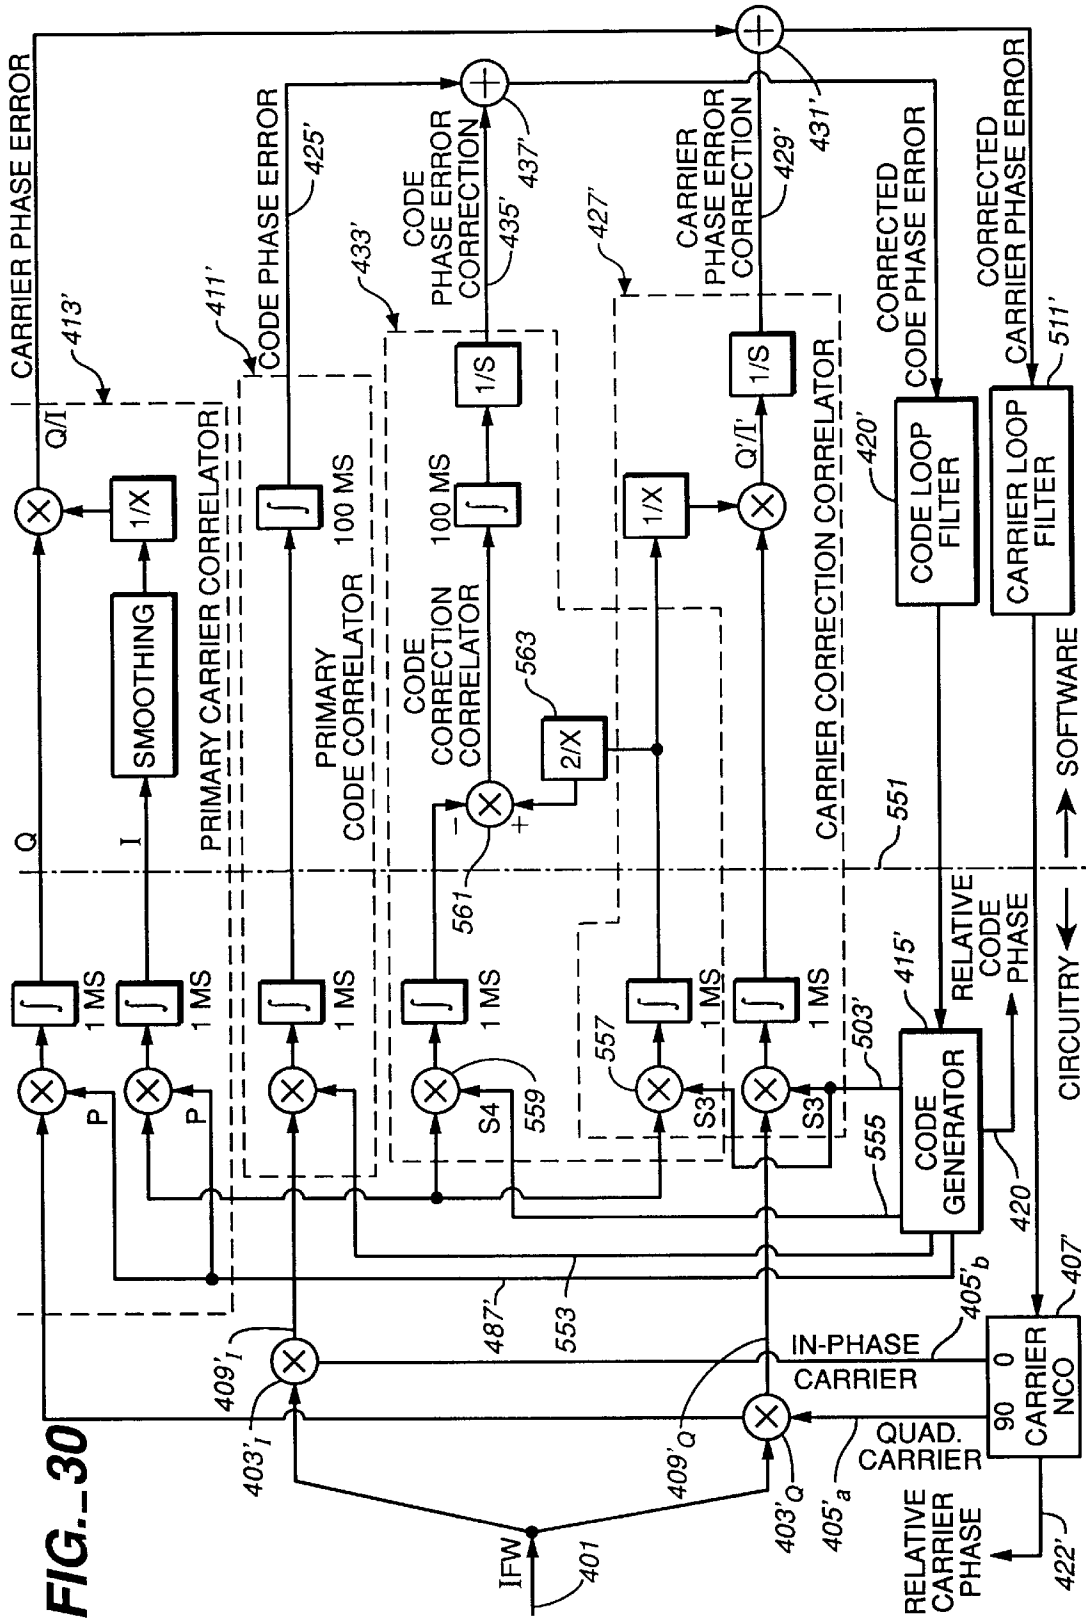 FIG._30
CARRIER PHASE ERROR
Q
Q/I
413'
1 MS
P
I
SMOOTHING
1/X
1 MS
P
PRIMARY CARRIER CORRELATOR
411'
CODE PHASE ERROR
425'
∫
1 MS
∫
100 MS
PRIMARY
CODE CORRELATOR
433'
CODE
PHASE ERROR
CORRECTION
435'
437'
∫
1 MS
S4
559
561
−
+
CODE
CORRECTION
CORRELATOR
∫
100 MS
1/S
2/X
563
427'
CARRIER
PHASE ERROR
CORRECTION
429'
431'
557
∫
1 MS
S3'
1/X
∫
1 MS
S3'
Q'/I'
1/S
CARRIER CORRECTION CORRELATOR
409'I
403'I
487'
553
555
503'
IFW
401
409'Q
403'Q
IN-PHASE
CARRIER
405'b
QUAD.
CARRIER
405'a
CODE
GENERATOR
415'
420
RELATIVE
CODE
PHASE
CODE LOOP
FILTER
420'
CORRECTED
CODE PHASE ERROR
CARRIER LOOP
FILTER
511'
CORRECTED
CARRIER PHASE ERROR
90
0
CARRIER
NCO
407'
422'
RELATIVE
CARRIER
PHASE
CIRCUITRY
SOFTWARE
551